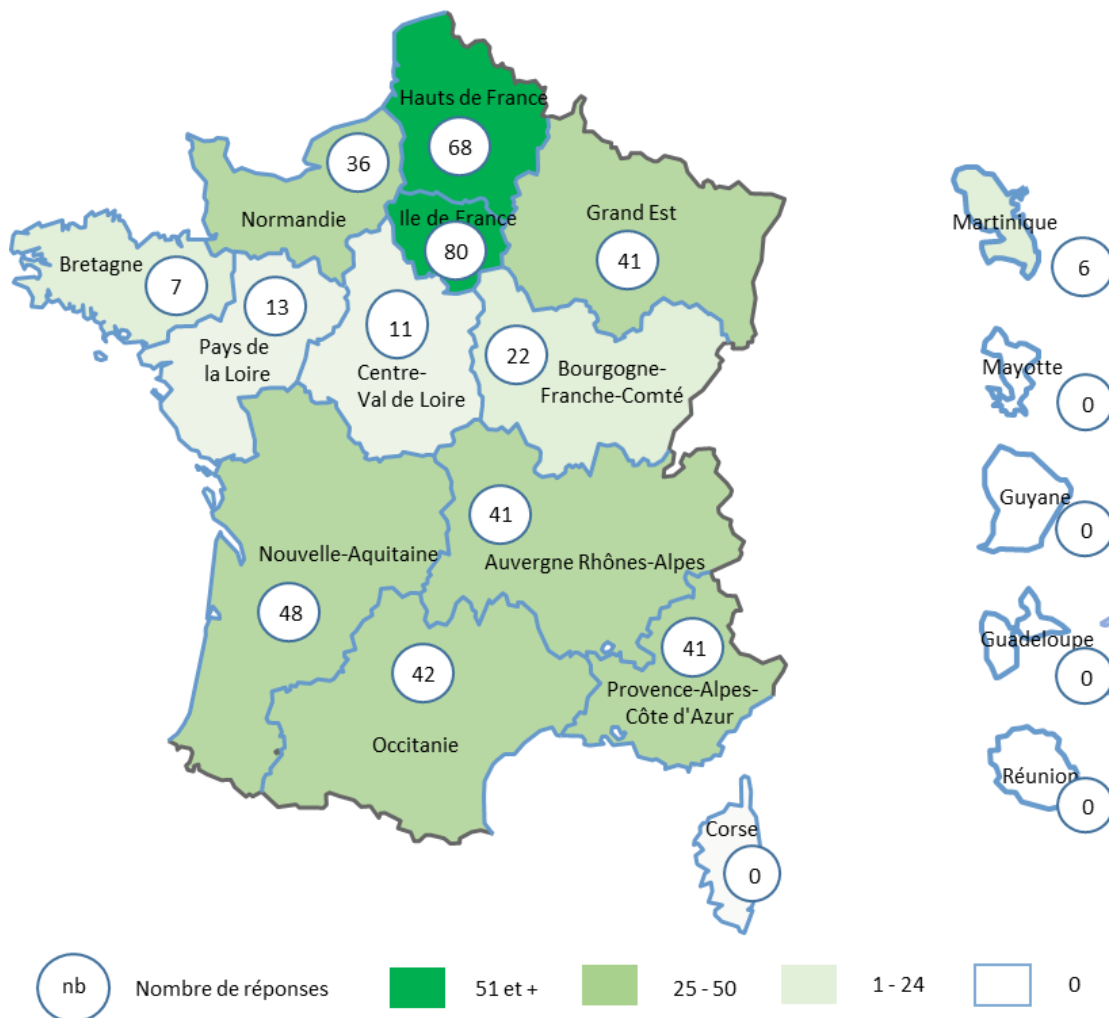 Hauts de France
68
36
Normandie
Ile de France
80
Grand Est
41
Martinique
6
Bretagne
7
13
Pays de
la Loire
11
Centre-
Val de Loire
22
Bourgogne-
Franche-Comté
Mayotte
0
Guyane
0
41
Auvergne Rhônes-Alpes
Nouvelle-Aquitaine
48
42
Occitanie
41
Provence-Alpes-
Côte d'Azur
Guadeloupe
0
Réunion
0
Corse
0
nb
Nombre de réponses
51 et +
25 - 50
1 - 24
0